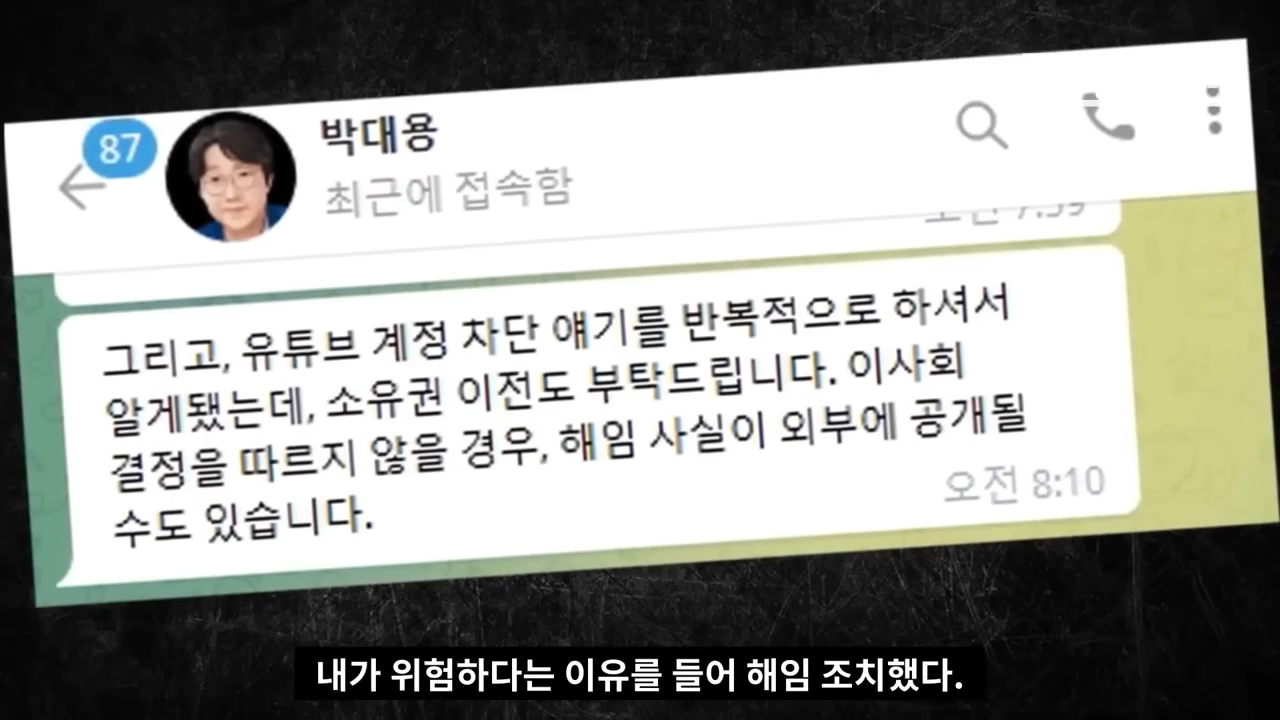 87
박대용
최근에 접속함
오전 7:59
그리고, 유튜브 계정 차단 얘기를 반복적으로 하셔서
알게됐는데, 소유권 이전도 부탁드립니다. 이사회
결정을 따르지 않을 경우, 해임 사실이 외부에 공개될
수도 있습니다.
오전 8:10
내가 위험하다는 이유를 들어 해임 조치했다.